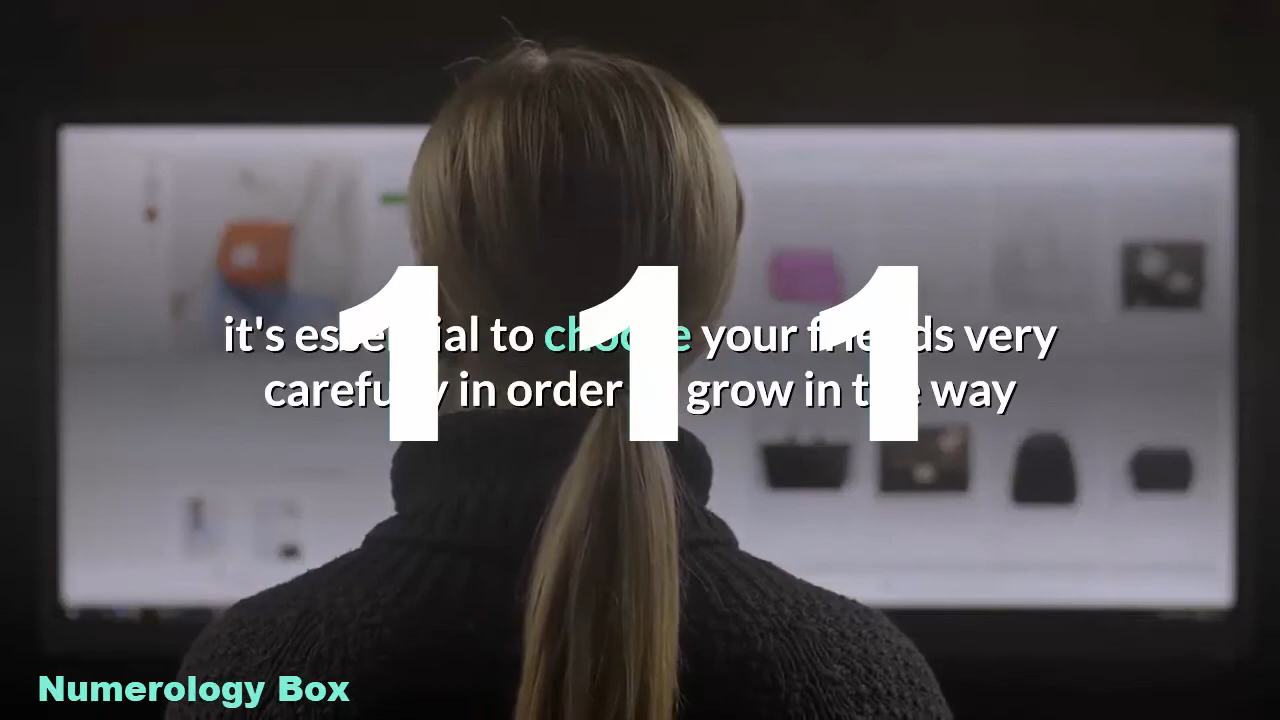 1 1 1
it's essential to choose your friends very
carefully in order to grow in the way
Numerology Box